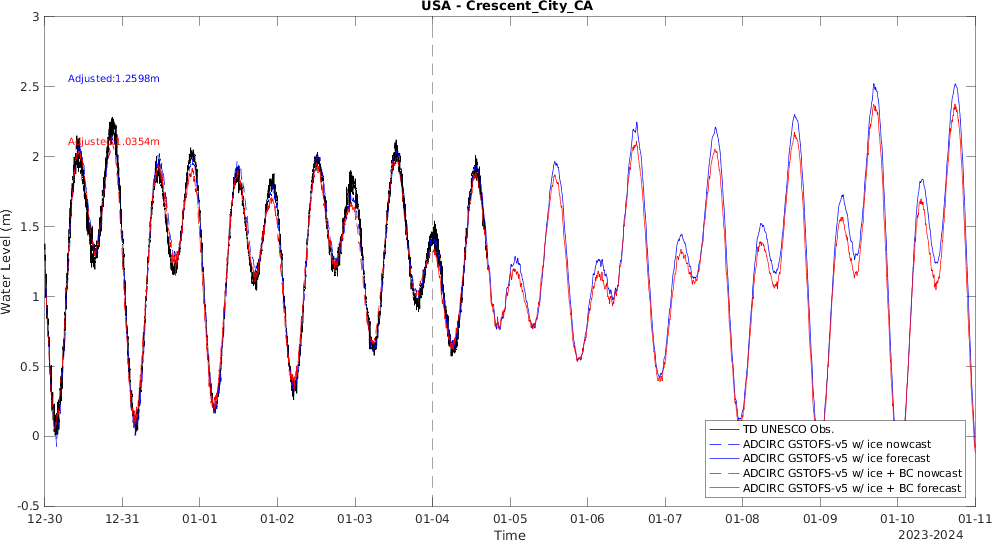 USA - Crescent_City_CA
3
2.5
2
1.5
1
0.5
0
-0.5
Water Level (m)
Adjusted:1.2598m
Adjusted:1.0354m
TD UNESCO Obs.
ADCIRC GSTOFS-v5 w/ ice nowcast
ADCIRC GSTOFS-v5 w/ ice forecast
ADCIRC GSTOFS-v5 w/ ice + BC nowcast
ADCIRC GSTOFS-v5 w/ ice + BC forecast
12-30 12-31 01-01 01-02 01-03 01-04 01-05 01-06 01-07 01-08 01-09 01-10 01-11
Time
2023-2024